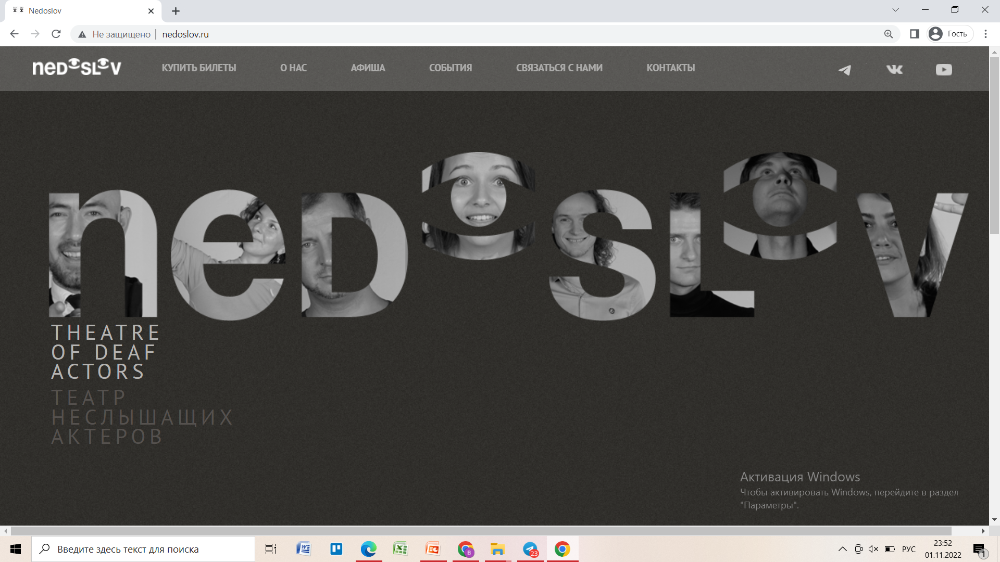 Nedoslov
Не защищено | nedoslov.ru
Гость
neDoSLoV
КУПИТЬ БИЛЕТЫ
О НАС
АФИША
СОБЫТИЯ
СВЯЗАТЬСЯ С НАМИ
КОНТАКТЫ
neDoSLoV
THEATRE
OF DEAF
ACTORS
ТЕАТР
НЕСЛЫШАЩИХ
АКТЕРОВ
Активация Windows
Чтобы активировать Windows, перейдите в раздел
"Параметры".
Введите здесь текст для поиска
B
23
РУС
23:52
01.11.2022
1